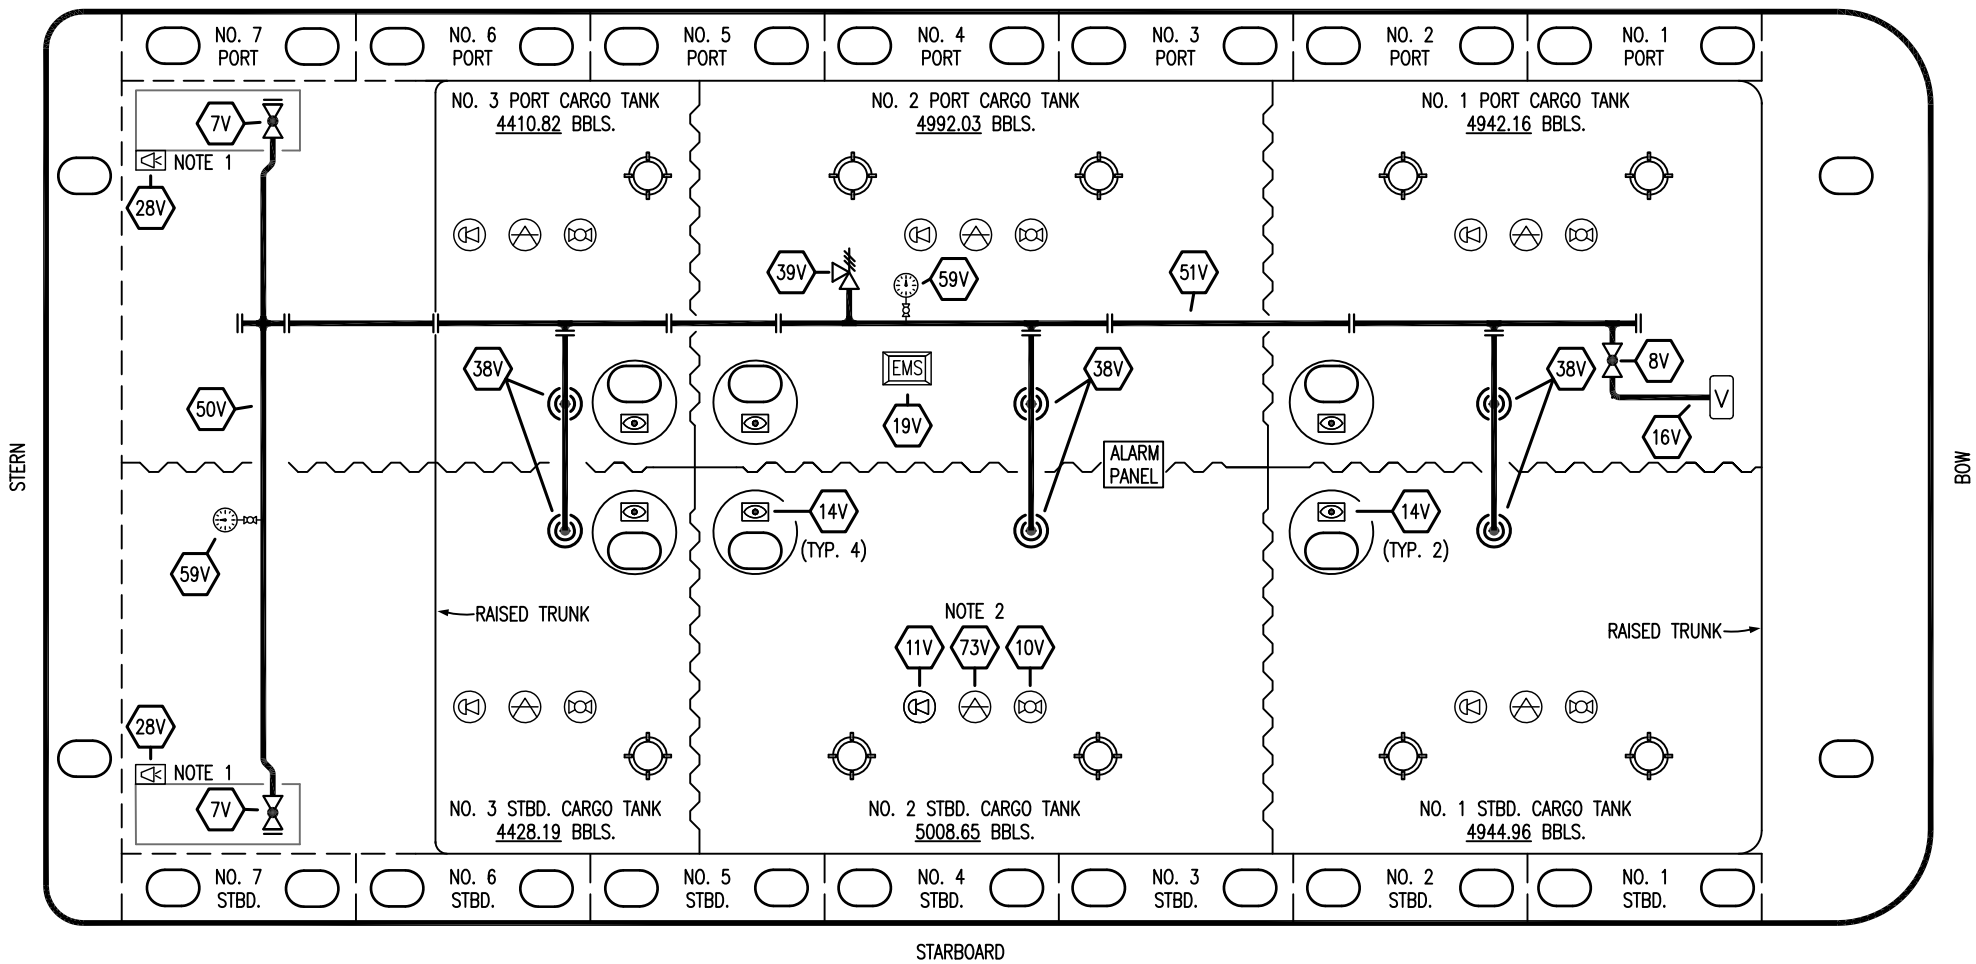 NO. 7 PORT
NO. 6 PORT
NO. 5 PORT
NO. 4 PORT
NO. 3 PORT
NO. 2 PORT
NO. 1 PORT
NO. 3 PORT CARGO TANK
4410.82 BBLS.
NO. 2 PORT CARGO TANK
4992.03 BBLS.
NO. 1 PORT CARGO TANK
4942.16 BBLS.
7V
NOTE 1
28V
39V
59V
51V
38V
EMS
38V
38V
8V
V
50V
19V
16V
STERN
ALARM
PANEL
BOW
14V
(TYP. 4)
14V
(TYP. 2)
59V
RAISED TRUNK
NOTE 2
RAISED TRUNK
11V
73V
10V
28V
NOTE 1
7V
NO. 3 STBD. CARGO TANK
4428.19 BBLS.
NO. 2 STBD. CARGO TANK
5008.65 BBLS.
NO. 1 STBD. CARGO TANK
4944.96 BBLS.
NO. 7 STBD.
NO. 6 STBD.
NO. 5 STBD.
NO. 4 STBD.
NO. 3 STBD.
NO. 2 STBD.
NO. 1 STBD.
STARBOARD